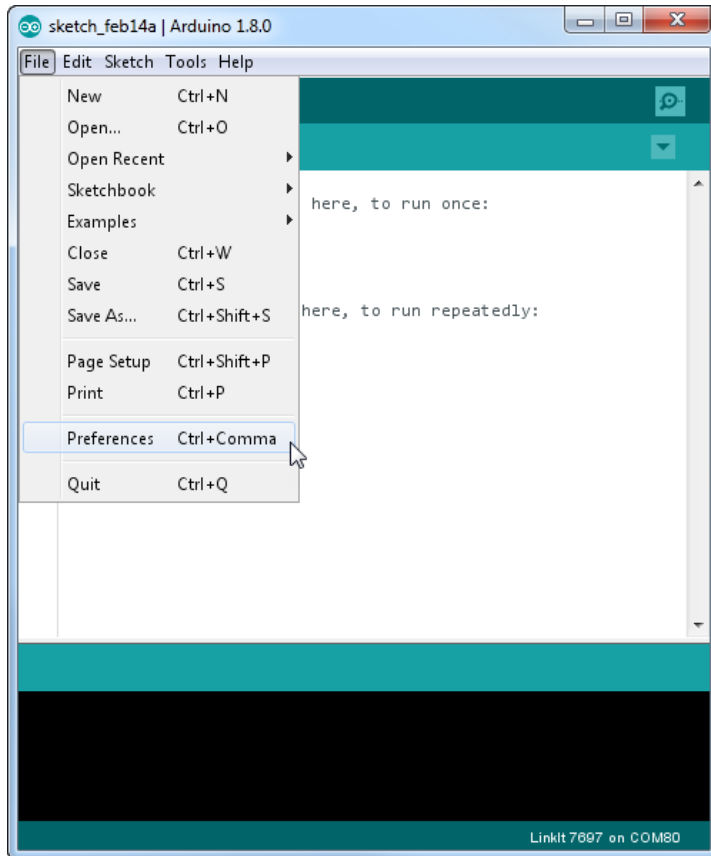 sketch_feb14a | Arduino 1.8.0
File Edit Sketch Tools Help
New Ctrl+N
Open... Ctrl+O
Open Recent
Sketchbook
here, to run once:
Examples
Close Ctrl+W
Save Ctrl+S
Save As... Ctrl+Shift+S
here, to run repeatedly:
Page Setup Ctrl+Shift+P
Print Ctrl+P
Preferences Ctrl+Comma
Quit Ctrl+Q
LinkIt 7697 on COM80